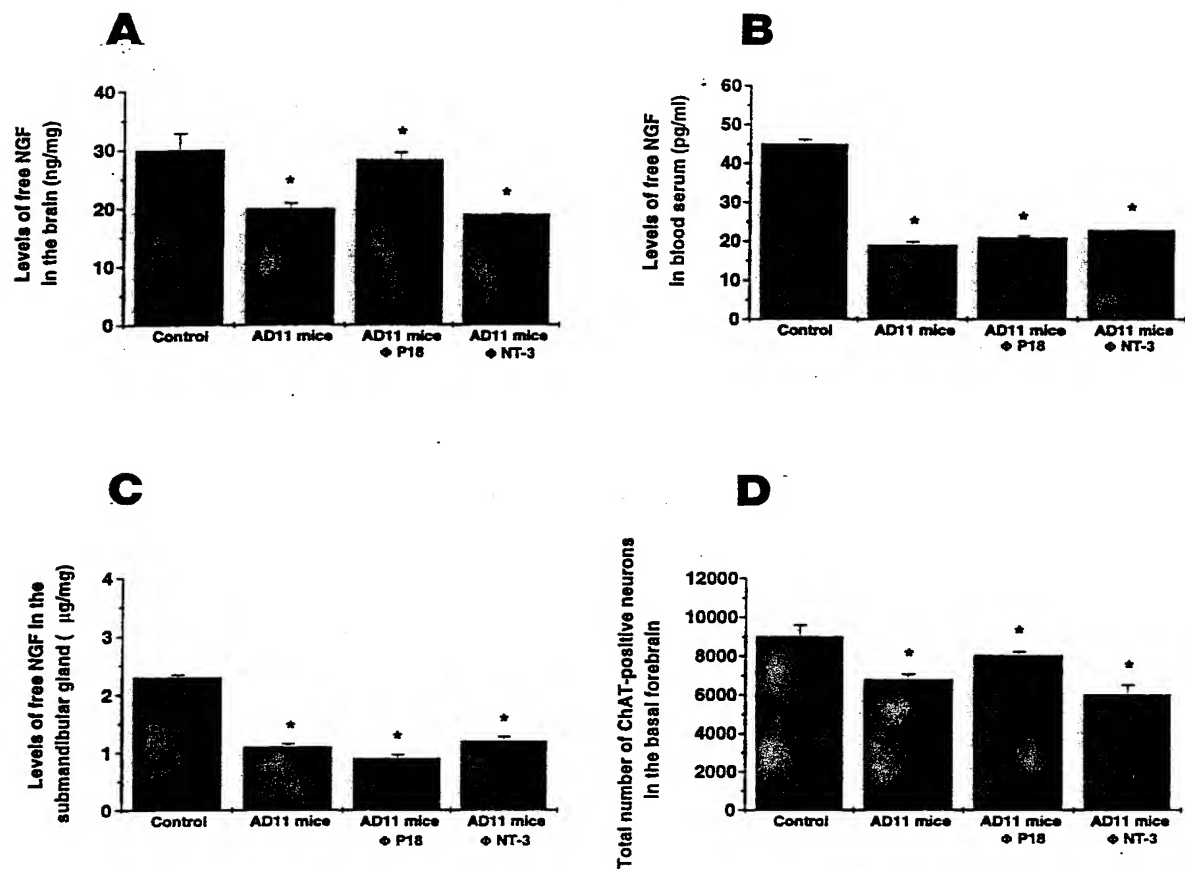 A
Levels of free NGF
In the brain (ng/mg)
40
30
20
10
0
*
*
*
Control
AD11 mice
AD11 mice
Φ P18
AD11 mice
Φ NT-3
B
Levels of free NGF
In blood serum (pg/ml)
60
50
40
30
20
10
0
*
*
*
Control
AD11 mice
AD11 mice
Φ P18
AD11 mice
Φ NT-3
C
Levels of free NGF In the
submandibular gland ( μg/mg)
4
3
2
1
0
*
*
*
Control
AD11 mice
AD11 mice
Φ P18
AD11 mice
Φ NT-3
D
Total number of ChAT-positive neurons
In the basal forebrain
12000
10000
8000
6000
4000
2000
0
*
*
*
Control
AD11 mice
AD11 mice
Φ P18
AD11 mice
Φ NT-3